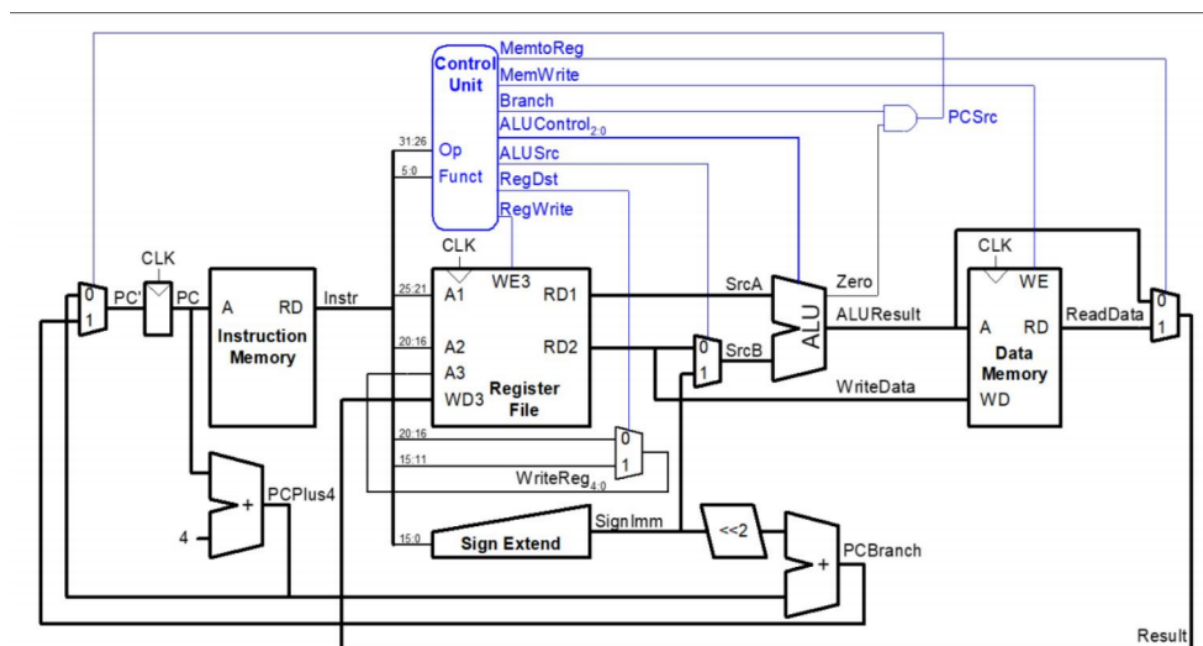 MemtoReg
Control
Unit
MemWrite
Branch
PCSrc
ALUControl2:0
31:26
Op
ALUSrc
5:0
Funct
RegDst
RegWrite
CLK
CLK
CLK
WE3
WE
0
1
PC'
PC
A
RD
Instr
25:21
A1
RD1
SrcA
Zero
ALU
ALUResult
A
RD
ReadData
0
1
Instruction
Memory
20:16
A2
RD2
0
1
SrcB
Data
Memory
A3
Register
File
WD3
WriteData
WD
20:16
0
15:11
1
WriteReg4:0
PCPlus4
+
4
SignImm
15:0
Sign Extend
<<2
+
PCBranch
Result